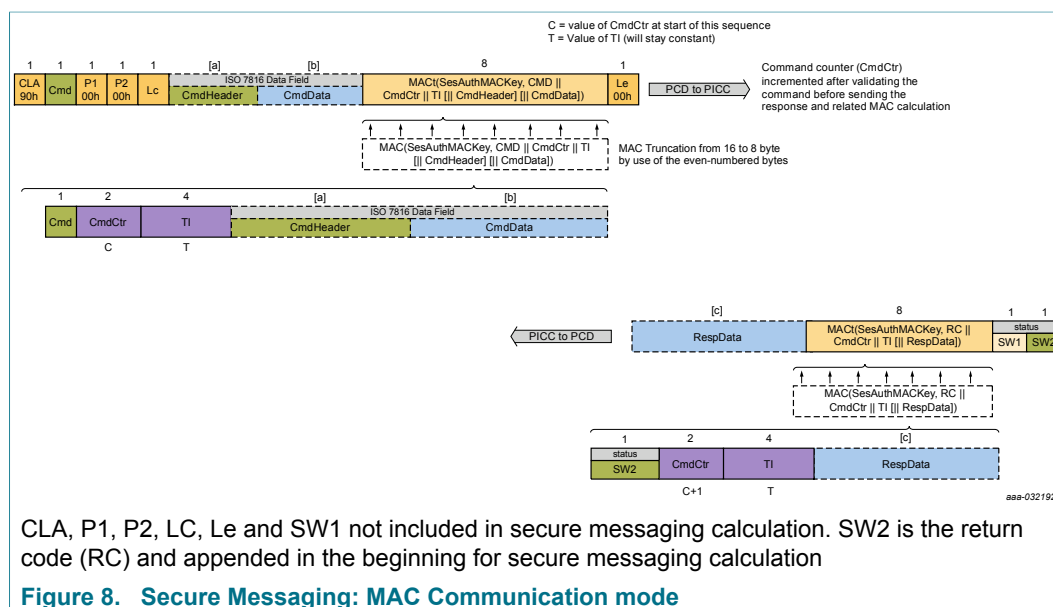 C = value of CmdCtr at start of this sequence
T = Value of TI (will stay constant)
1 1 1 1 1 [a] [b] 8 1
CLA 90h Cmd P1 00h P2 00h Lc
ISO 7816 Data Field
CmdHeader CmdData
MACt(SesAuthMACKey, CMD ||
CmdCtr || TI [|| CmdHeader] [|| CmdData])
Le 00h
PCD to PICC
Command counter (CmdCtr)
incremented after validating the
command before sending the
response and related MAC calculation
MAC(SesAuthMACKey, CMD || CmdCtr || TI
[|| CmdHeader] [|| CmdData])
MAC Truncation from 16 to 8 byte
by use of the even-numbered bytes
1 2 4 [a] [b]
Cmd CmdCtr TI
ISO 7816 Data Field
CmdHeader CmdData
C T
[c] 8 1 1
PICC to PCD
RespData
MACt(SesAuthMACKey, RC ||
CmdCtr || TI [|| RespData])
status
SW1 SW2
MAC(SesAuthMACKey, RC ||
CmdCtr || TI [|| RespData])
1 2 4 [c]
status
SW2 CmdCtr TI RespData
C+1 T
aaa-032192
CLA, P1, P2, LC, Le and SW1 not included in secure messaging calculation. SW2 is the return
code (RC) and appended in the beginning for secure messaging calculation
Figure 8. Secure Messaging: MAC Communication mode